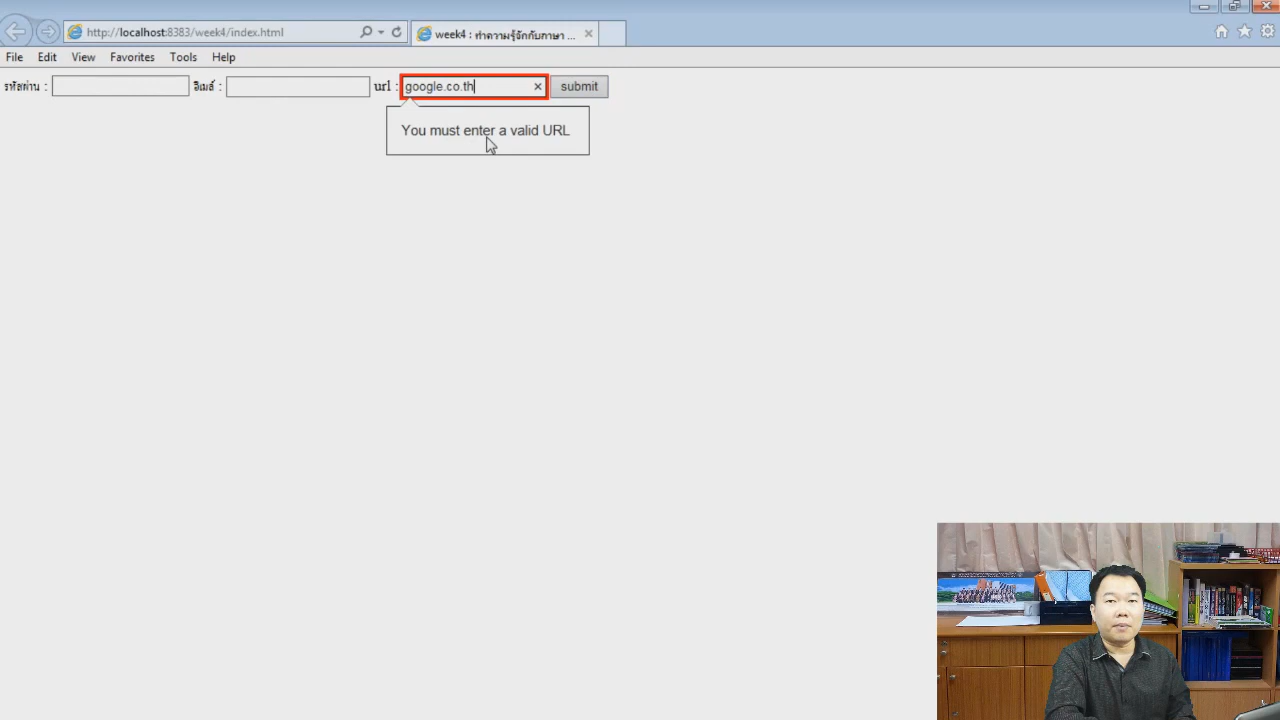 http://localhost:8383/week4/index.html
week4 : ทำความรู้จักกับภาษา ...
File Edit View Favorites Tools Help
รหัสผ่าน : อีเมล์ : url : google.co.th submit
You must enter a valid URL